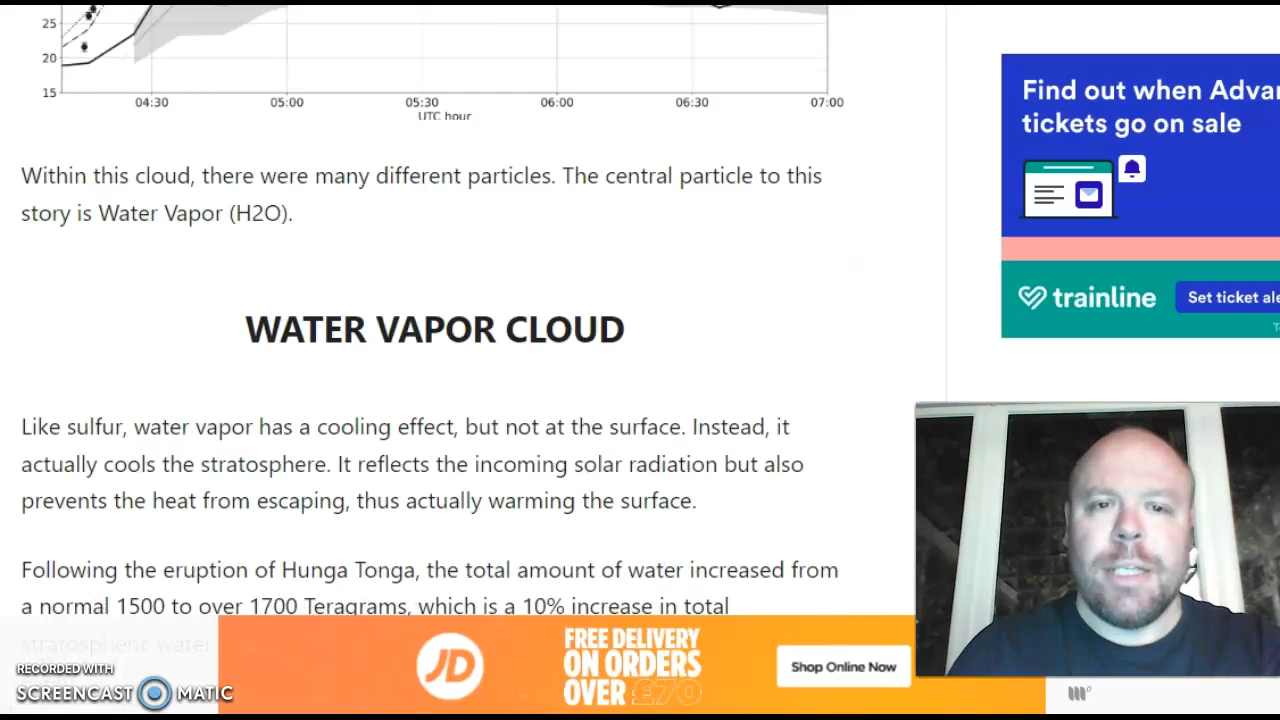 25
20
15
04:30 05:00 05:30 06:00 06:30 07:00
UTC hour
Within this cloud, there were many different particles. The central particle to this
story is Water Vapor (H2O).
WATER VAPOR CLOUD
Like sulfur, water vapor has a cooling effect, but not at the surface. Instead, it
actually cools the stratosphere. It reflects the incoming solar radiation but also
prevents the heat from escaping, thus actually warming the surface.
Following the eruption of Hunga Tonga, the total amount of water increased from
a normal 1500 to over 1700 Teragrams, which is a 10% increase in total
stratospheric water
Find out when Advan
tickets go on sale
trainline
Set ticket ale
JD
FREE DELIVERY
ON ORDERS
OVER £70
Shop Online Now
RECORDED WITH
SCREENCAST MATIC